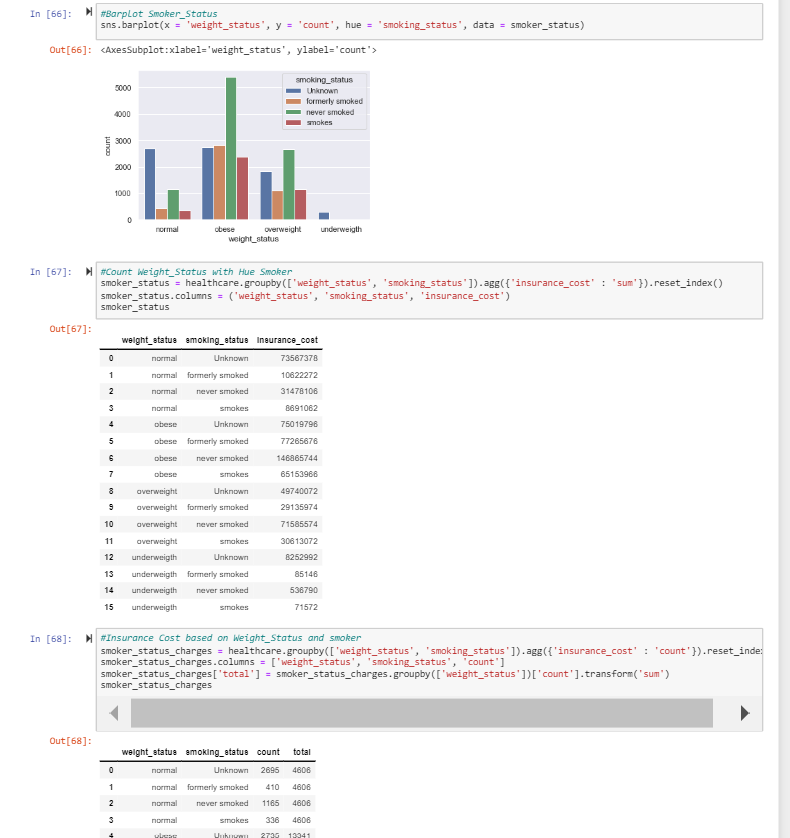 In [66]:
#Barplot Smoker_Status
sns.barplot(x = 'weight_status', y = 'count', hue = 'smoking_status', data = smoker_status)
Out[66]: <AxesSubplot:xlabel='weight_status', ylabel='count'>
smoking_status
Unknown
formerly smoked
never smoked
smokes
5000
4000
3000
2000
1000
0
count
normal obese overweight underweigth
weight_status
In [67]:
#Count Weight_Status with Hue Smoker
smoker_status = healthcare.groupby(['weight_status', 'smoking_status']).agg({'insurance_cost' : 'sum'}).reset_index()
smoker_status.columns = ('weight_status', 'smoking_status', 'insurance_cost')
smoker_status
Out[67]:
weight_status smoking_status insurance_cost
0 normal Unknown 73567378
1 normal formerly smoked 10622272
2 normal never smoked 31478106
3 normal smokes 8691062
4 obese Unknown 75019796
5 obese formerly smoked 77265676
6 obese never smoked 146865744
7 obese smokes 65153966
8 overweight Unknown 49740072
9 overweight formerly smoked 29135974
10 overweight never smoked 71585574
11 overweight smokes 30613072
12 underweigth Unknown 8252992
13 underweigth formerly smoked 85146
14 underweigth never smoked 536790
15 underweigth smokes 71572
In [68]:
#Insurance Cost based on Weight_Status and smoker
smoker_status_charges = healthcare.groupby(['weight_status', 'smoking_status']).agg({'insurance_cost' : 'count'}).reset_inde
smoker_status_charges.columns = ['weight_status', 'smoking_status', 'count']
smoker_status_charges['total'] = smoker_status_charges.groupby(['weight_status'])['count'].transform('sum')
smoker_status_charges
Out[68]:
weight_status smoking_status count total
0 normal Unknown 2695 4606
1 normal formerly smoked 410 4606
2 normal never smoked 1165 4606
3 normal smokes 336 4606
4 obese Unknown 2735 13341